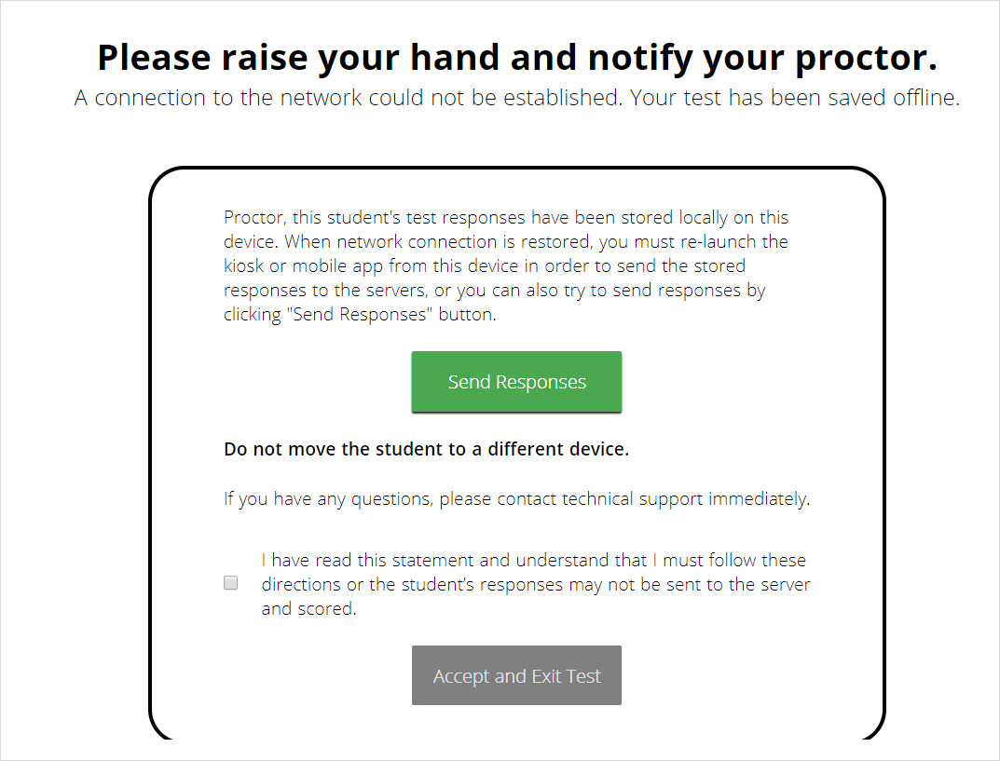 Please raise your hand and notify your proctor.
A connection to the network could not be established. Your test has been saved offline.
Proctor, this student's test responses have been stored locally on this
device. When network connection is restored, you must re-launch the
kiosk or mobile app from this device in order to send the stored
responses to the servers, or you can also try to send responses by
clicking "Send Responses" button.
Send Responses
Do not move the student to a different device.
If you have any questions, please contact technical support immediately.
I have read this statement and understand that I must follow these
directions or the student’s responses may not be sent to the server
and scored.
Accept and Exit Test